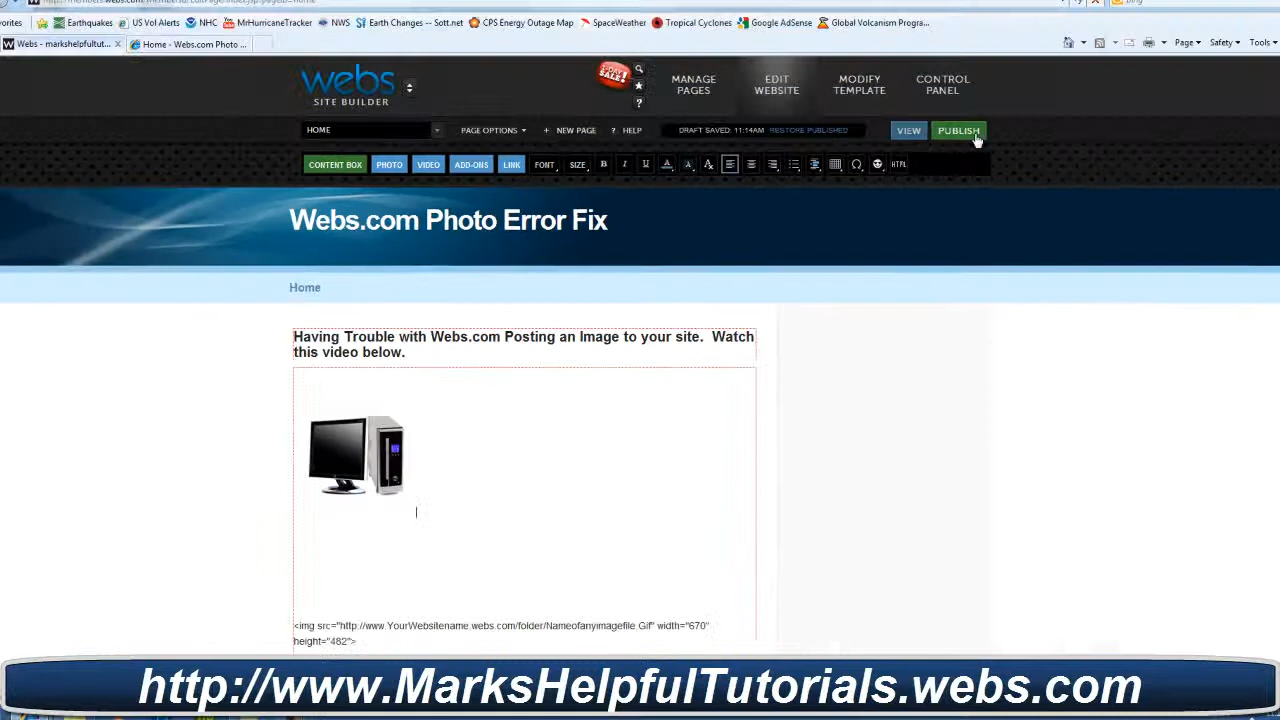 vorites Earthquakes US Vol Alerts NHC MrHurricaneTracker NWS Earth Changes -- Sott.net CPS Energy Outage Map SpaceWeather Tropical Cyclones Google AdSense Global Volcanism Progra...
Webs - markshelpfultut... x Home - Webs.com Photo ... Page Safety Tools
webs
SITE BUILDER
SALE!
?
MANAGE PAGES
EDIT WEBSITE
MODIFY TEMPLATE
CONTROL PANEL
HOME PAGE OPTIONS + NEW PAGE ? HELP DRAFT SAVED: 11:14AM RESTORE PUBLISHED VIEW PUBLISH
CONTENT BOX PHOTO VIDEO ADD-ONS LINK FONT SIZE B I U A A A Ω HTML
Webs.com Photo Error Fix
Home
Having Trouble with Webs.com Posting an Image to your site.  Watch
this video below.
<img src="http://www.YourWebsitename.webs.com/folder/Nameofanyimagefile.Gif" width="670"
height="482">
http://www.MarksHelpfulTutorials.webs.com